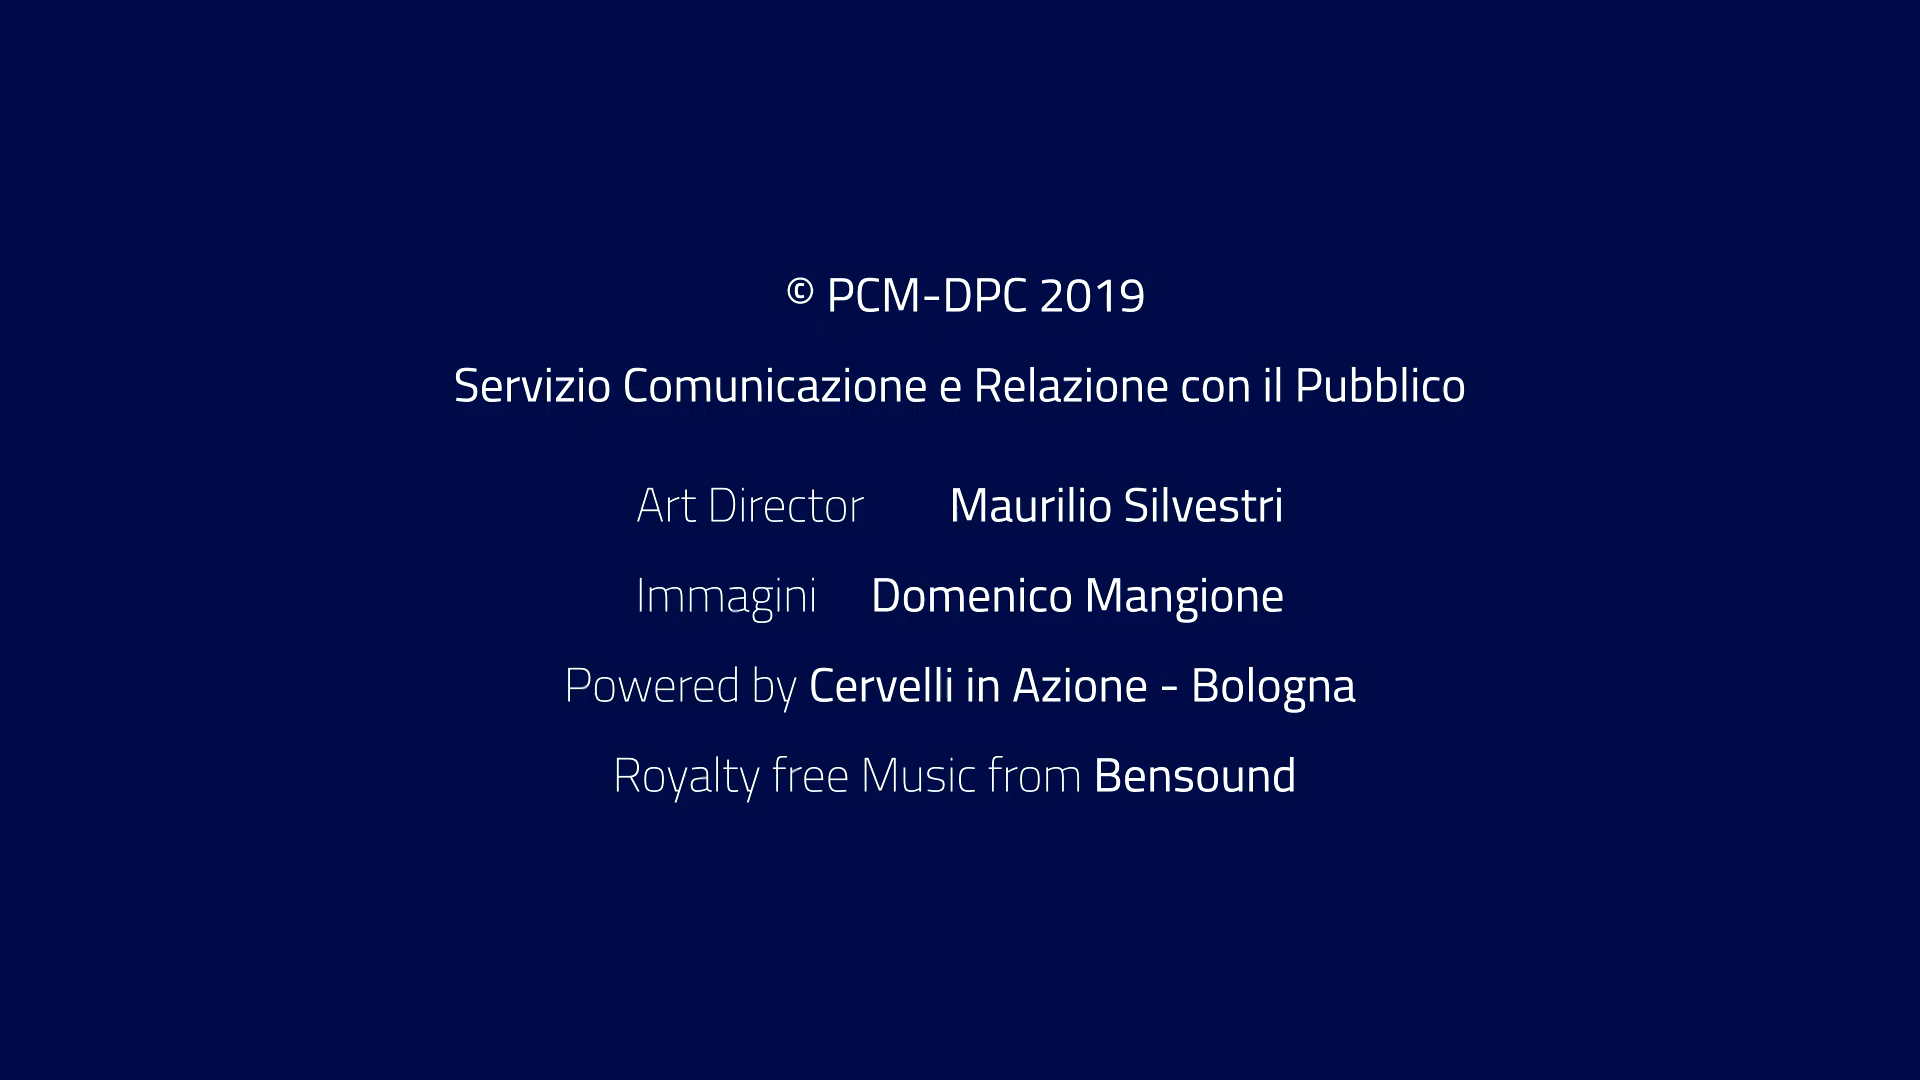 © PCM-DPC 2019
Servizio Comunicazione e Relazione con il Pubblico
Art Director Maurilio Silvestri
Immagini Domenico Mangione
Powered by Cervelli in Azione - Bologna
Royalty free Music from Bensound